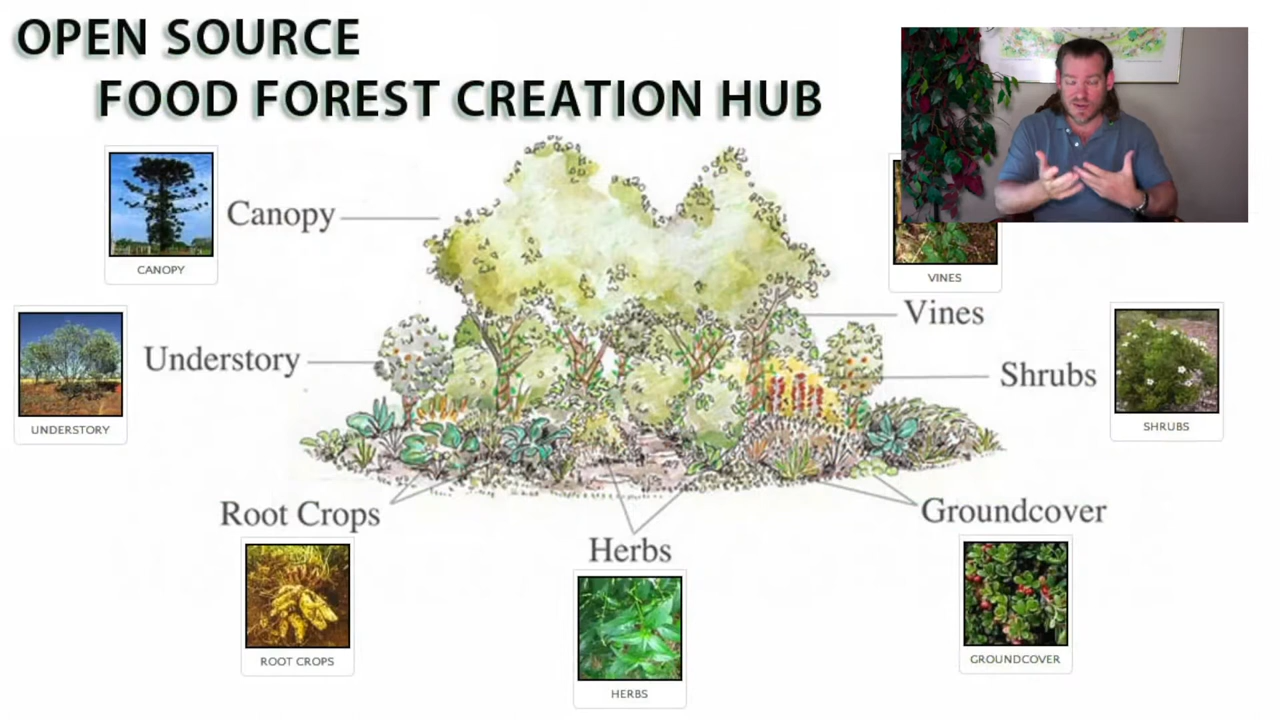 OPEN SOURCE
FOOD FOREST CREATION HUB
CANOPY
Canopy
VINES
Vines
UNDERSTORY
Understory
Shrubs
SHRUBS
Root Crops
Groundcover
Herbs
ROOT CROPS
GROUNDCOVER
HERBS